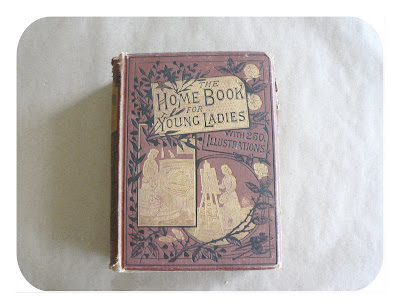 THE
HOME BOOK
FOR
YOUNG LADIES
WITH 250
ILLUSTRATIONS